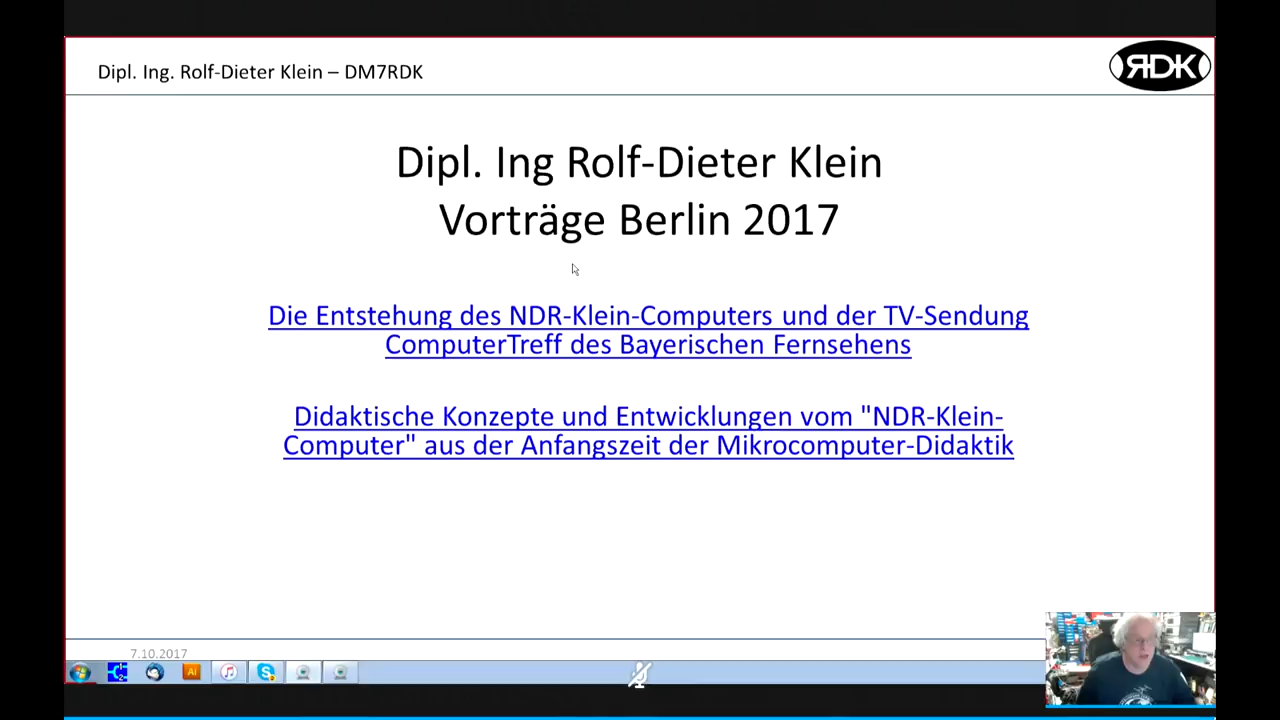 Dipl. Ing. Rolf-Dieter Klein – DM7RDK
RDK
Dipl. Ing Rolf-Dieter Klein
Vorträge Berlin 2017
Die Entstehung des NDR-Klein-Computers und der TV-Sendung
ComputerTreff des Bayerischen Fernsehens
Didaktische Konzepte und Entwicklungen vom "NDR-Klein-
Computer" aus der Anfangszeit der Mikrocomputer-Didaktik
7.10.2017
Ai